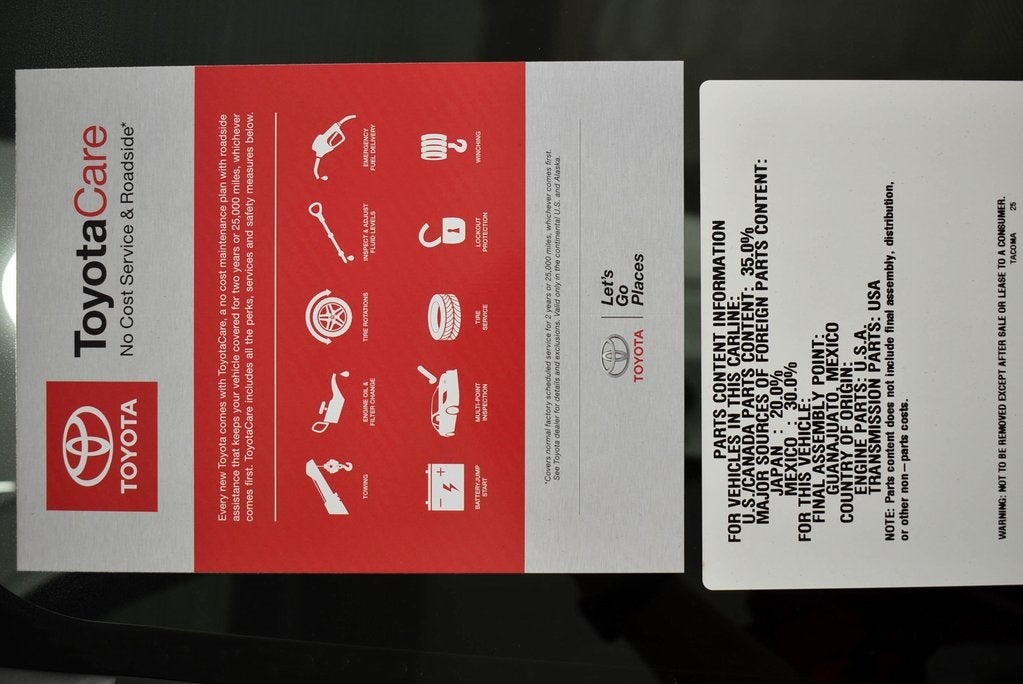 TOYOTA
ToyotaCare
No Cost Service & Roadside*
Every new Toyota comes with ToyotaCare, a no cost maintenance plan with roadside
assistance that keeps your vehicle covered for two years or 25,000 miles, whichever
comes first. ToyotaCare includes all the perks, services and safety measures below.
TOWING
ENGINE OIL &
FILTER CHANGE
TIRE ROTATIONS
INSPECT & ADJUST
FLUID LEVELS
EMERGENCY
FUEL DELIVERY
BATTERY/JUMP
START
MULTI-POINT
INSPECTION
TIRE
SERVICE
LOCKOUT
PROTECTION
WINCHING
*Covers normal factory scheduled service for 2 years or 25,000 miles, whichever comes first.
See Toyota dealer for details and exclusions. Valid only in the continental U.S. and Alaska.
TOYOTA
Let's
Go
Places
PARTS CONTENT INFORMATION
FOR VEHICLES IN THIS CARLINE:
U.S./CANADA PARTS CONTENT: 35.0%
MAJOR SOURCES OF FOREIGN PARTS CONTENT:
JAPAN : 20.0%
MEXICO : 30.0%
FOR THIS VEHICLE:
FINAL ASSEMBLY POINT:
GUANAJUATO, MEXICO
COUNTRY OF ORIGIN:
ENGINE PARTS: U.S.A.
TRANSMISSION PARTS: USA
NOTE: Parts content does not include final assembly, distribution,
or other non-parts costs.
WARNING: NOT TO BE REMOVED EXCEPT AFTER SALE OR LEASE TO A CONSUMER.
TACOMA 25